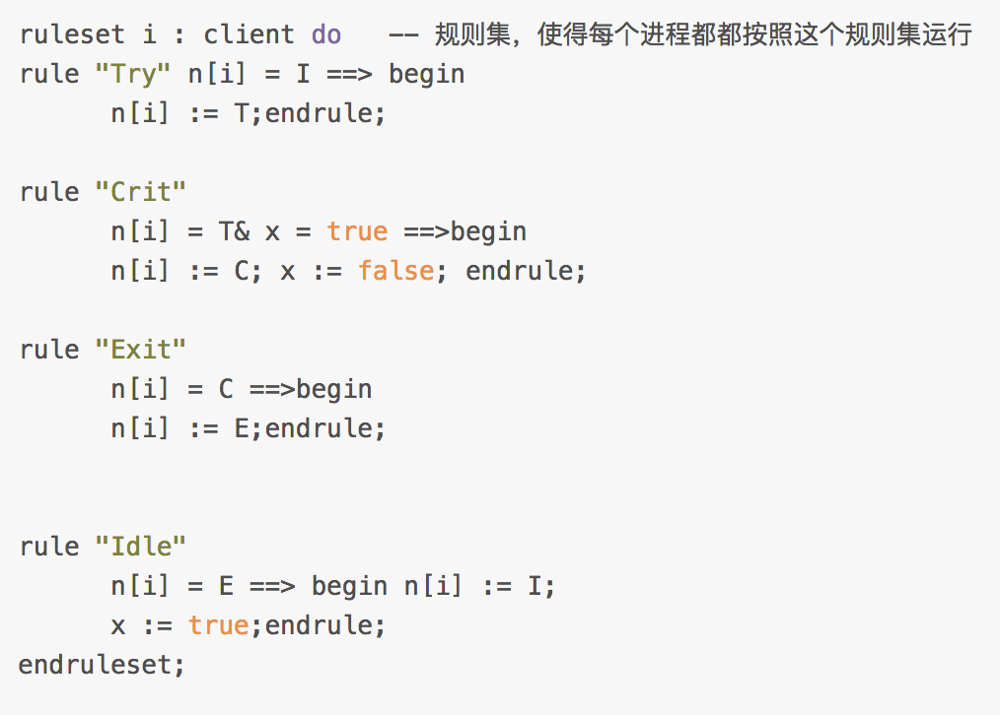 ruleset i : client do   -- 规则集，使得每个进程都都按照这个规则集运行
rule "Try" n[i] = I ==> begin
      n[i] := T;endrule;
rule "Crit"
      n[i] = T& x = true ==>begin
      n[i] := C; x := false; endrule;
rule "Exit"
      n[i] = C ==>begin
      n[i] := E;endrule;
rule "Idle"
      n[i] = E ==> begin n[i] := I;
      x := true;endrule;
endruleset;